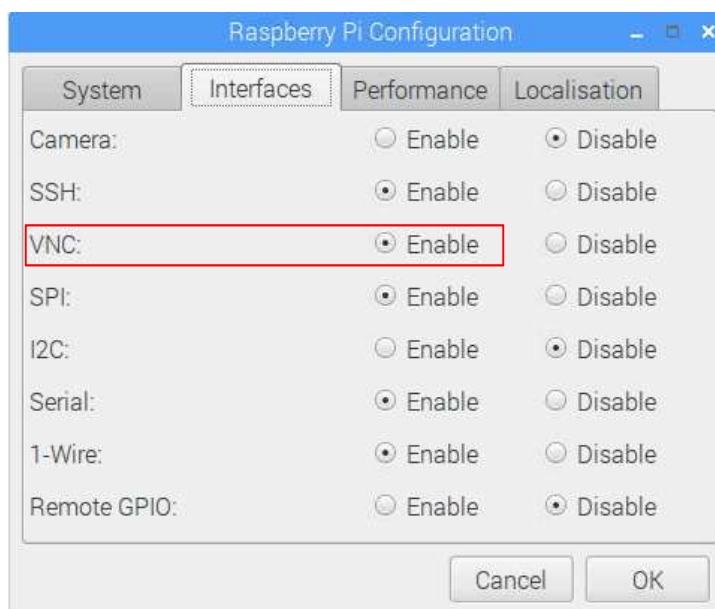 Raspberry Pi Configuration
System Interfaces Performance Localisation
Camera: Enable Disable
SSH: Enable Disable
VNC: Enable Disable
SPI: Enable Disable
I2C: Enable Disable
Serial: Enable Disable
1-Wire: Enable Disable
Remote GPIO: Enable Disable
Cancel OK